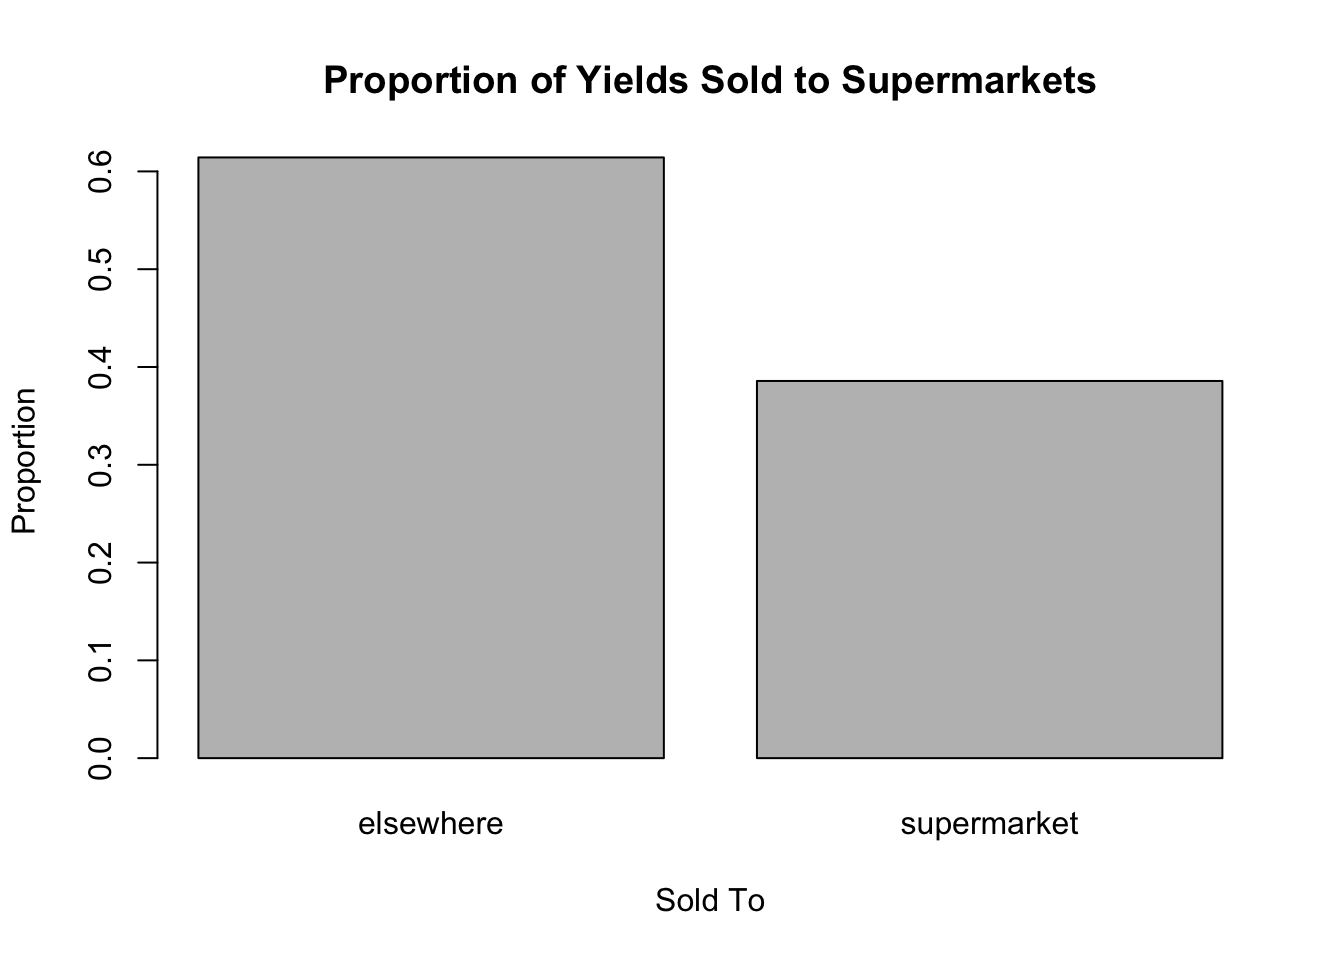 Proportion of Yields Sold to Supermarkets
Proportion
0.6
0.5
0.4
0.3
0.2
0.1
0.0
elsewhere
supermarket
Sold To